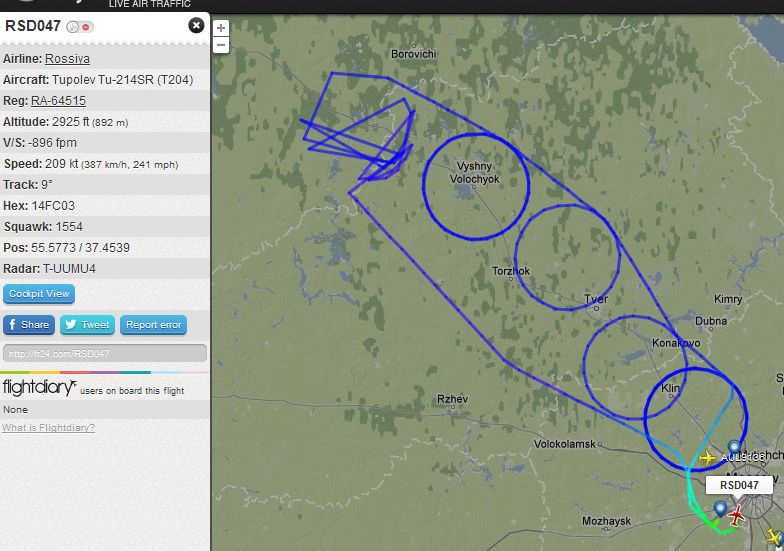 LIVE AIR TRAFFIC
RSD047
Airline: Rossiya
Aircraft: Tupolev Tu-214SR (T204)
Reg: RA-64515
Altitude: 2925 ft (892 m)
V/S: -896 fpm
Speed: 209 kt (387 km/h, 241 mph)
Track: 9°
Hex: 14FC03
Squawk: 1554
Pos: 55.5773 / 37.4539
Radar: T-UUMU4
Cockpit View
Share
Tweet
Report error
http://fr24.com/RSD047
flightdiary users on board this flight
None
What is Flightdiary?
+
−
Borovichi
Vyshny
Volochyok
Torzhok
Tver
Kimry
Dubna
Konakovo
Klin
Rzhev
Volokolamsk
RSD047
Mozhaysk